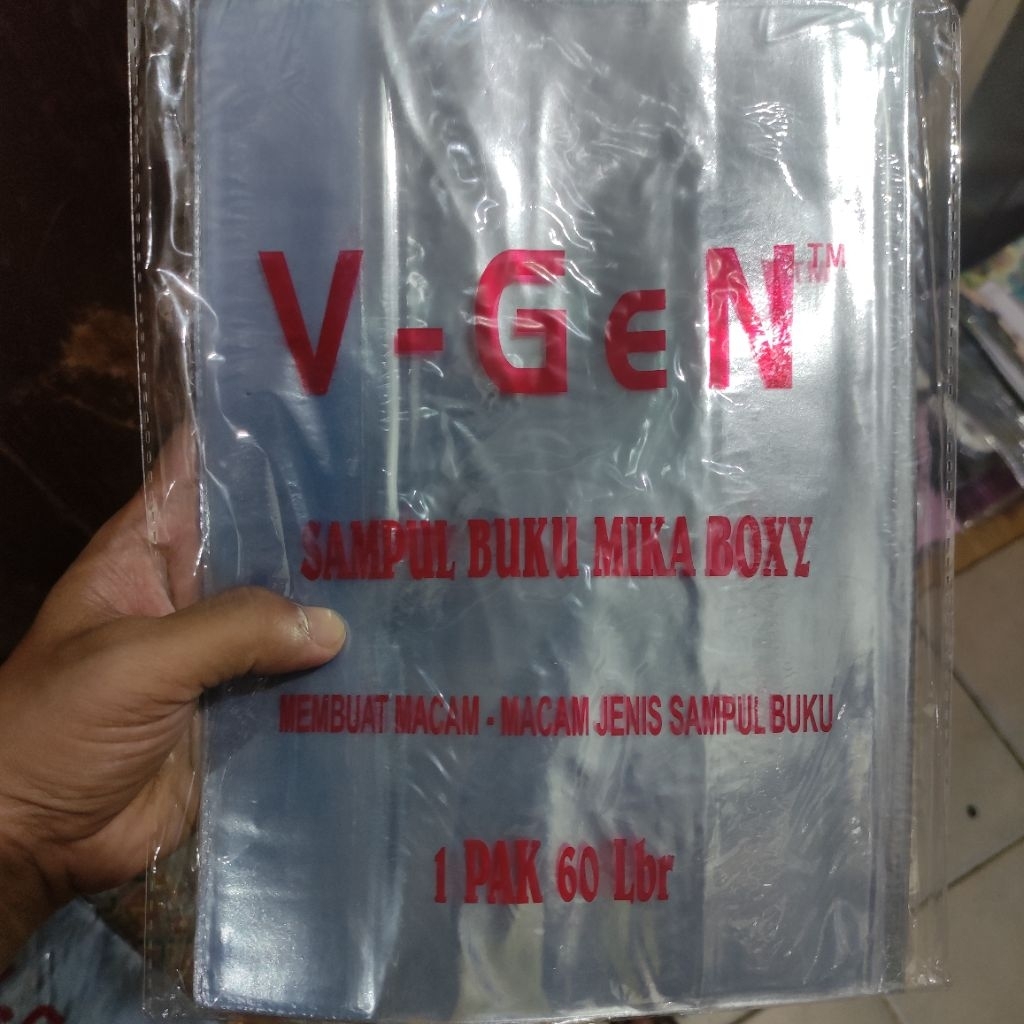 V-GeN™
SAMPUL BUKU MIKA BOXY
MEMBUAT MACAM - MACAM JENIS SAMPUL BUKU
1 PAK 60 Lbr